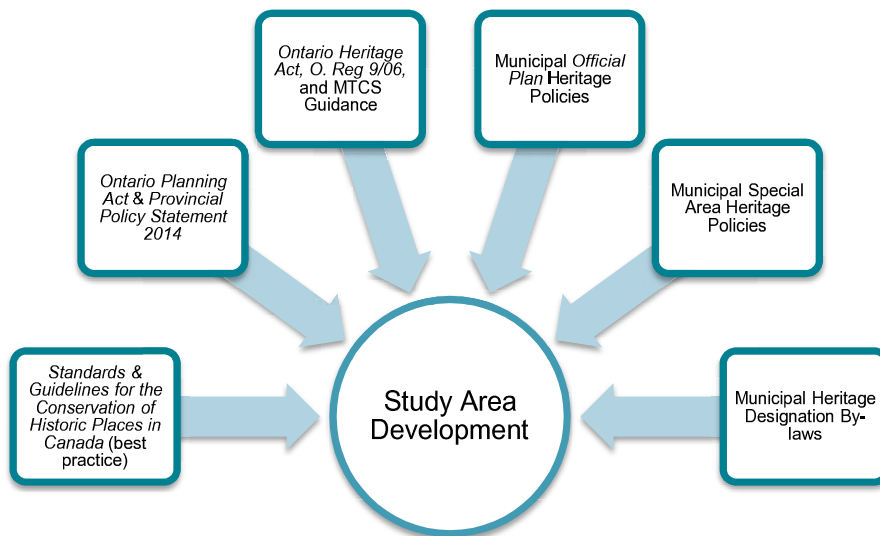 Standards &
Guidelines for the
Conservation of
Historic Places in
Canada (best
practice)
Ontario Planning
Act & Provincial
Policy Statement
2014
Ontario Heritage
Act, O. Reg 9/06,
and MTCS
Guidance
Municipal Official
Plan Heritage
Policies
Municipal Special
Area Heritage
Policies
Municipal Heritage
Designation By-
laws
Study Area
Development